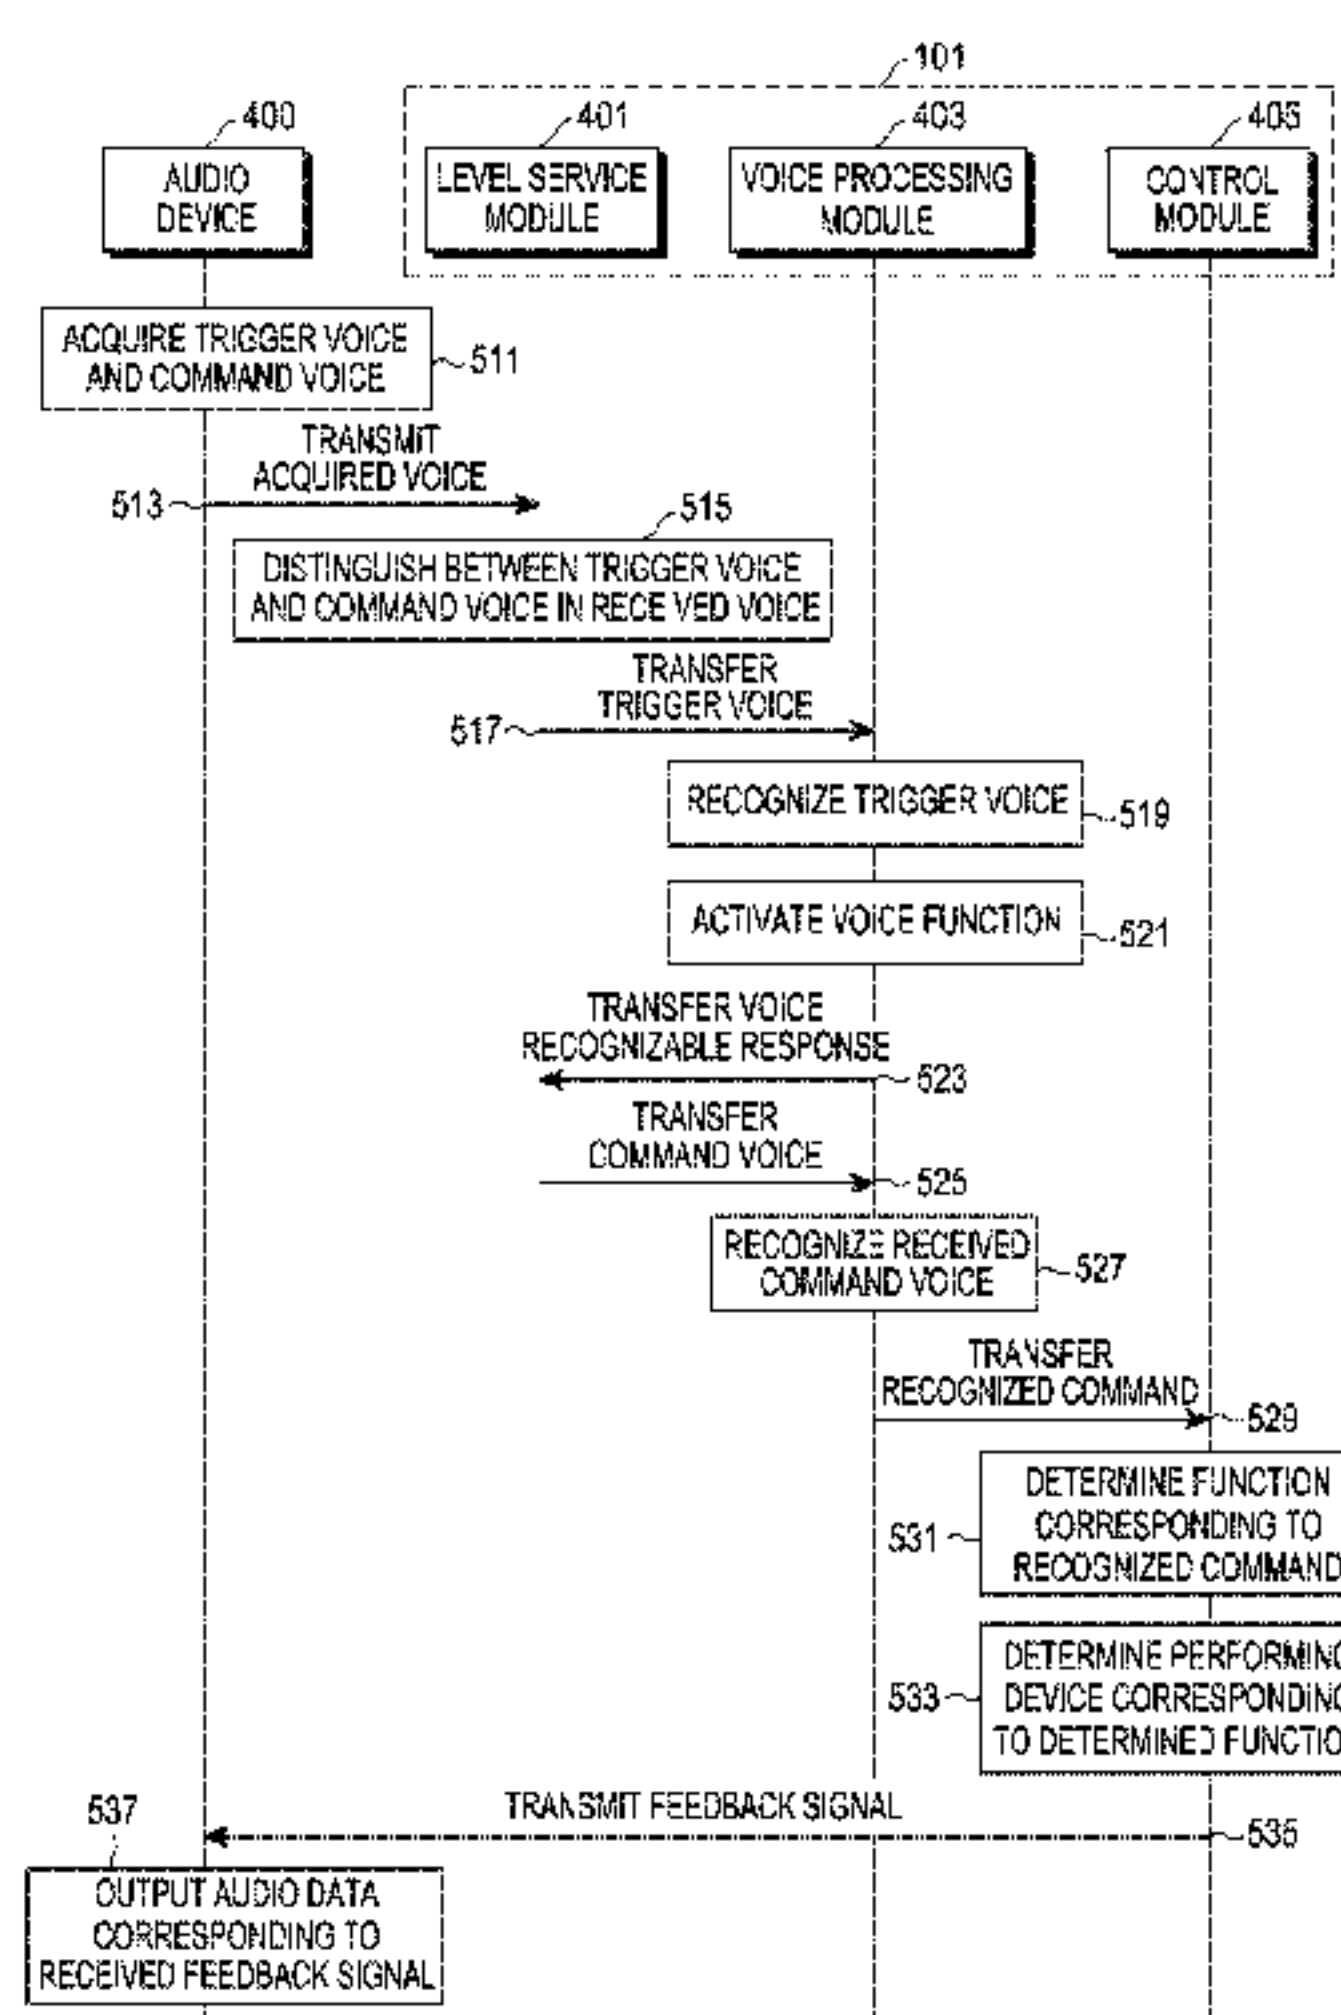 101
400
401
403
405
AUDIO
DEVICE
LEVEL SERVICE
MODULE
VOICE PROCESSING
MODULE
CONTROL
MODULE
ACQUIRE TRIGGER VOICE
AND COMMAND VOICE
511
TRANSMIT
ACQUIRED VOICE
513
515
DISTINGUISH BETWEEN TRIGGER VOICE
AND COMMAND VOICE IN RECEIVED VOICE
TRANSFER
TRIGGER VOICE
517
RECOGNIZE TRIGGER VOICE
519
ACTIVATE VOICE FUNCTION
521
TRANSFER VOICE
RECOGNIZABLE RESPONSE
523
TRANSFER
COMMAND VOICE
525
RECOGNIZE RECEIVED
COMMAND VOICE
527
TRANSFER
RECOGNIZED COMMAND
529
DETERMINE FUNCTION
CORRESPONDING TO
RECOGNIZED COMMAND
531
DETERMINE PERFORMING
DEVICE CORRESPONDING
TO DETERMINED FUNCTIO
533
TRANSMIT FEEDBACK SIGNAL
535
537
OUTPUT AUDIO DATA
CORRESPONDING TO
RECEIVED FEEDBACK SIGNAL